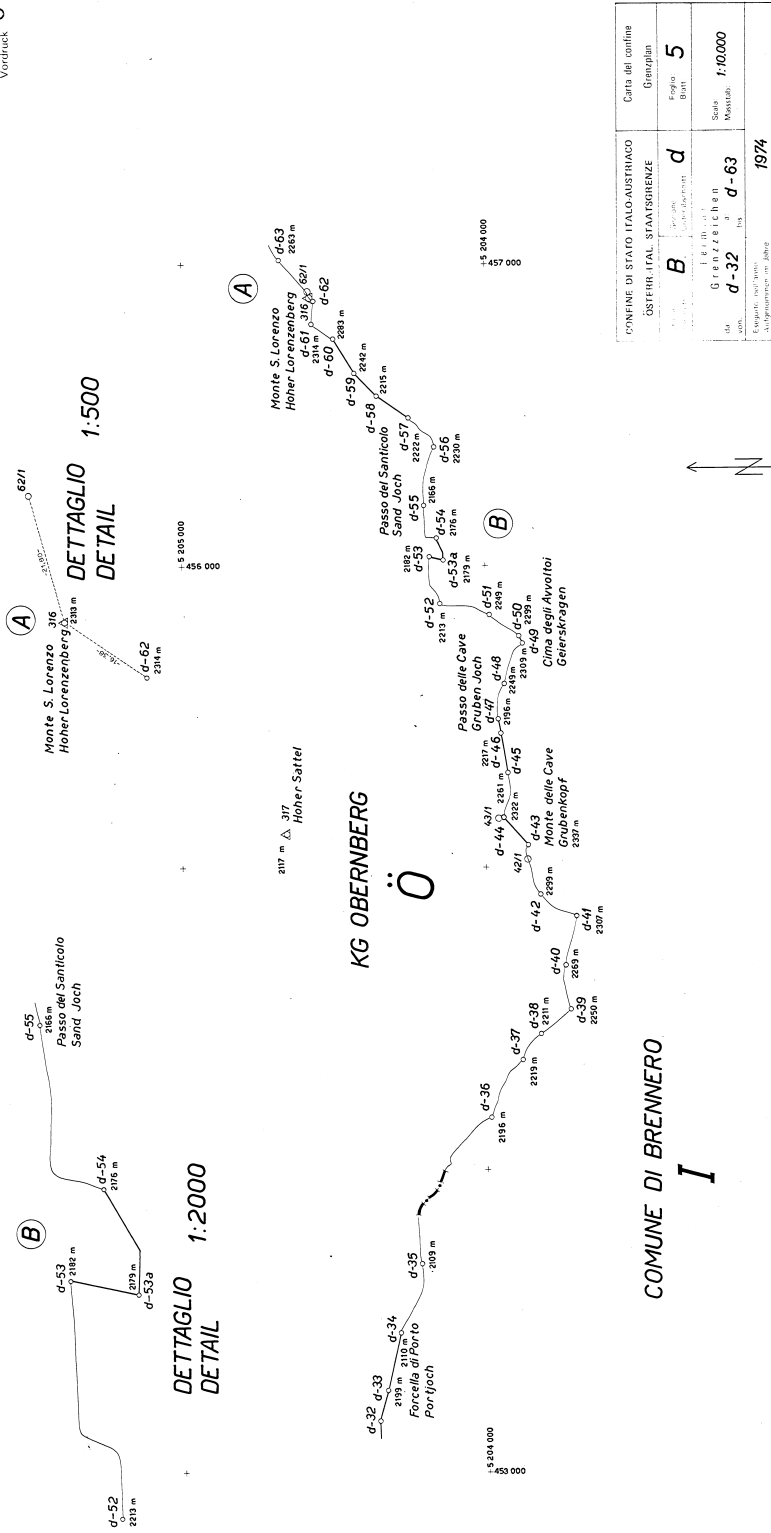 Vordruck
DETTAGLIO 1:2000
DETAIL
B
d-52
2213 m
d-53
2182 m
d-53a
2179 m
d-54
2176 m
d-55
2166 m
Passo del Santicolo
Sand Joch
DETTAGLIO 1:500
DETAIL
A
Monte S. Lorenzo
Hoher Lorenzenberg
316
2313 m
d-62
2314 m
62/1
16,38
21,80
2117 m 317
Hoher Sattel
KG OBERNBERG
Ö
COMUNE DI BRENNERO
I
d-32
d-33
2199 m
d-34
2110 m
Forcella di Porto
Portjoch
d-35
2109 m
d-36
2196 m
d-37
2219 m
d-38
2211 m
d-39
2250 m
d-40
2269 m
d-41
2307 m
d-42
2299 m
42/1
d-43
Monte delle Cave
Grubenkopf
2337 m
43/1
d-44
2322 m
d-45
2261 m
d-46
2217 m
d-47
2196 m
Passo delle Cave
Gruben Joch
d-48
2249 m
d-49
2309 m
d-50
2299 m
Cima degli Avvoltoi
Geierskragen
d-51
2249 m
d-52
2213 m
d-53
2182 m
d-53a
2179 m
d-54
2176 m
B
d-55
2166 m
Passo del Santicolo
Sand Joch
d-56
2230 m
d-57
2222 m
d-58
2215 m
d-59
2242 m
d-60
2283 m
d-61
2314 m
316
62/1
d-62
Monte S. Lorenzo
Hoher Lorenzenberg
A
d-63
2263 m
5 204 000
453 000
5 205 000
456 000
5 204 000
457 000
N
CONFINE DI STATO ITALO-AUSTRIACO
ÖSTERR.-ITAL. STAATSGRENZE
Carta del confine
Grenzplan
B
d
Foglio
Blatt
5
Grenzzeichen
da d-32 a d-63
von bis
Scala
Masstab: 1:10.000
1974